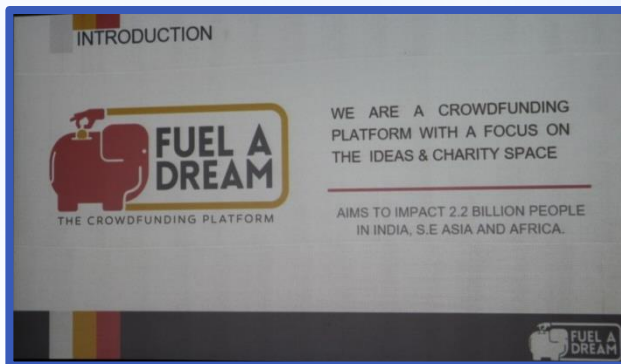 INTRODUCTION
FUEL A
DREAM
THE CROWDFUNDING PLATFORM
WE ARE A CROWDFUNDING
PLATFORM WITH A FOCUS ON
THE IDEAS & CHARITY SPACE
AIMS TO IMPACT 2.2 BILLION PEOPLE
IN INDIA, S.E ASIA AND AFRICA.
FUEL A
DREAM